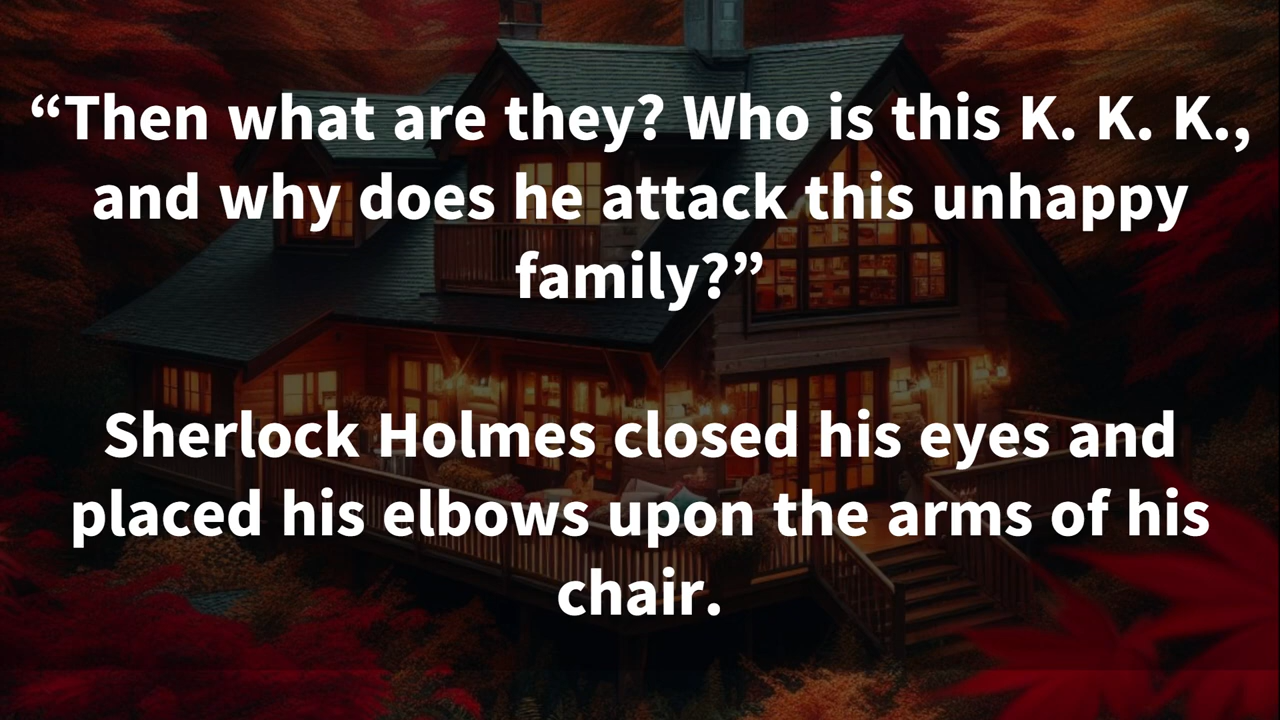 “Then what are they? Who is this K. K. K.,
and why does he attack this unhappy
family?”
Sherlock Holmes closed his eyes and
placed his elbows upon the arms of his
chair.